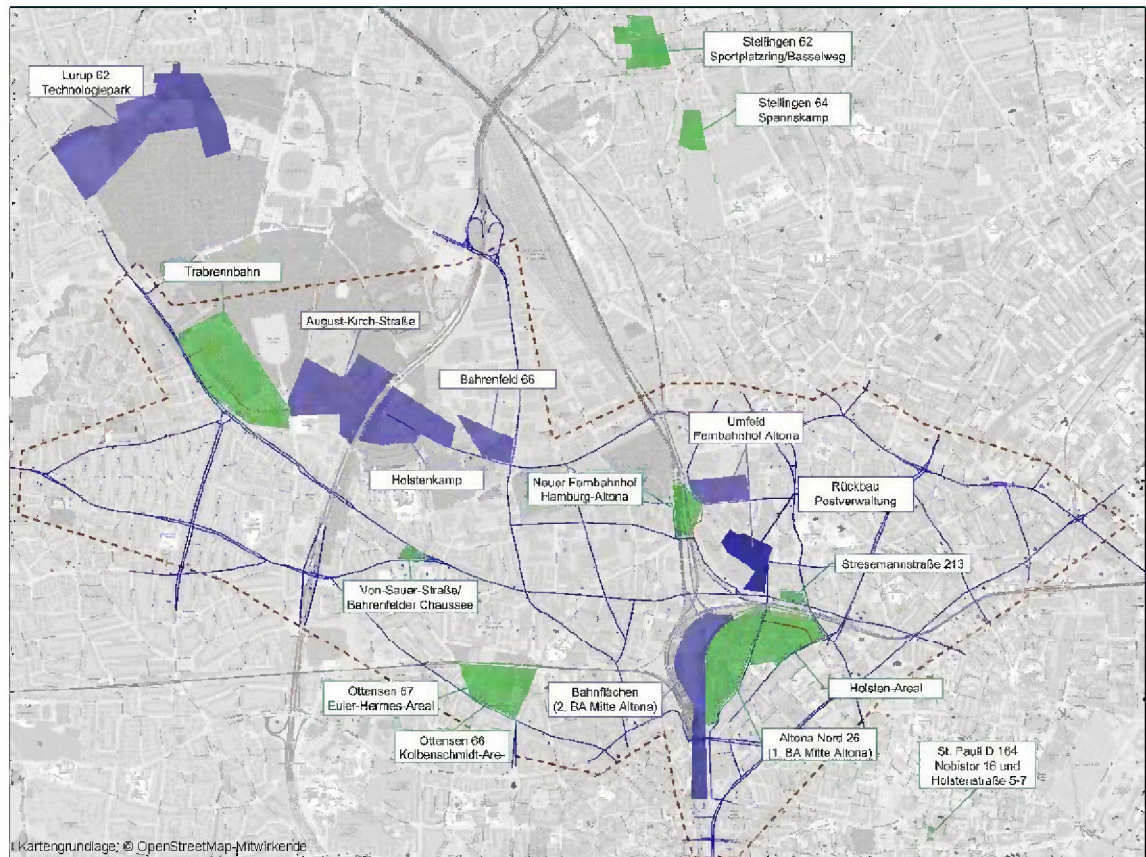 Stellingen 62
Sportplatzring/Basselweg
Lurup 62
Technologiepark
Stellingen 64
Spannskamp
Trabrennbahn
August-Kirch-Straße
Bahrenfeld 66
Umfeld
Fernbahnhof Altona
Holstenkamp
Neuer Fernbahnhof
Hamburg-Altona
Rückbau
Postverwaltung
Stresemannstraße 213
Von-Sauer-Straße/
Bahrenfelder Chaussee
Holsten-Areal
Ottensen 67
Euler-Hermes-Areal
Bahnflächen
(2. BA Mitte Altona)
Ottensen 66
Kolbenschmidt-Are
Altona Nord 26
(1. BA Mitte Altona)
St. Pauli D 164
Nobistor 16 und
Holstenstraße 5-7
Kartengrundlage: © OpenStreetMap-Mitwirkende